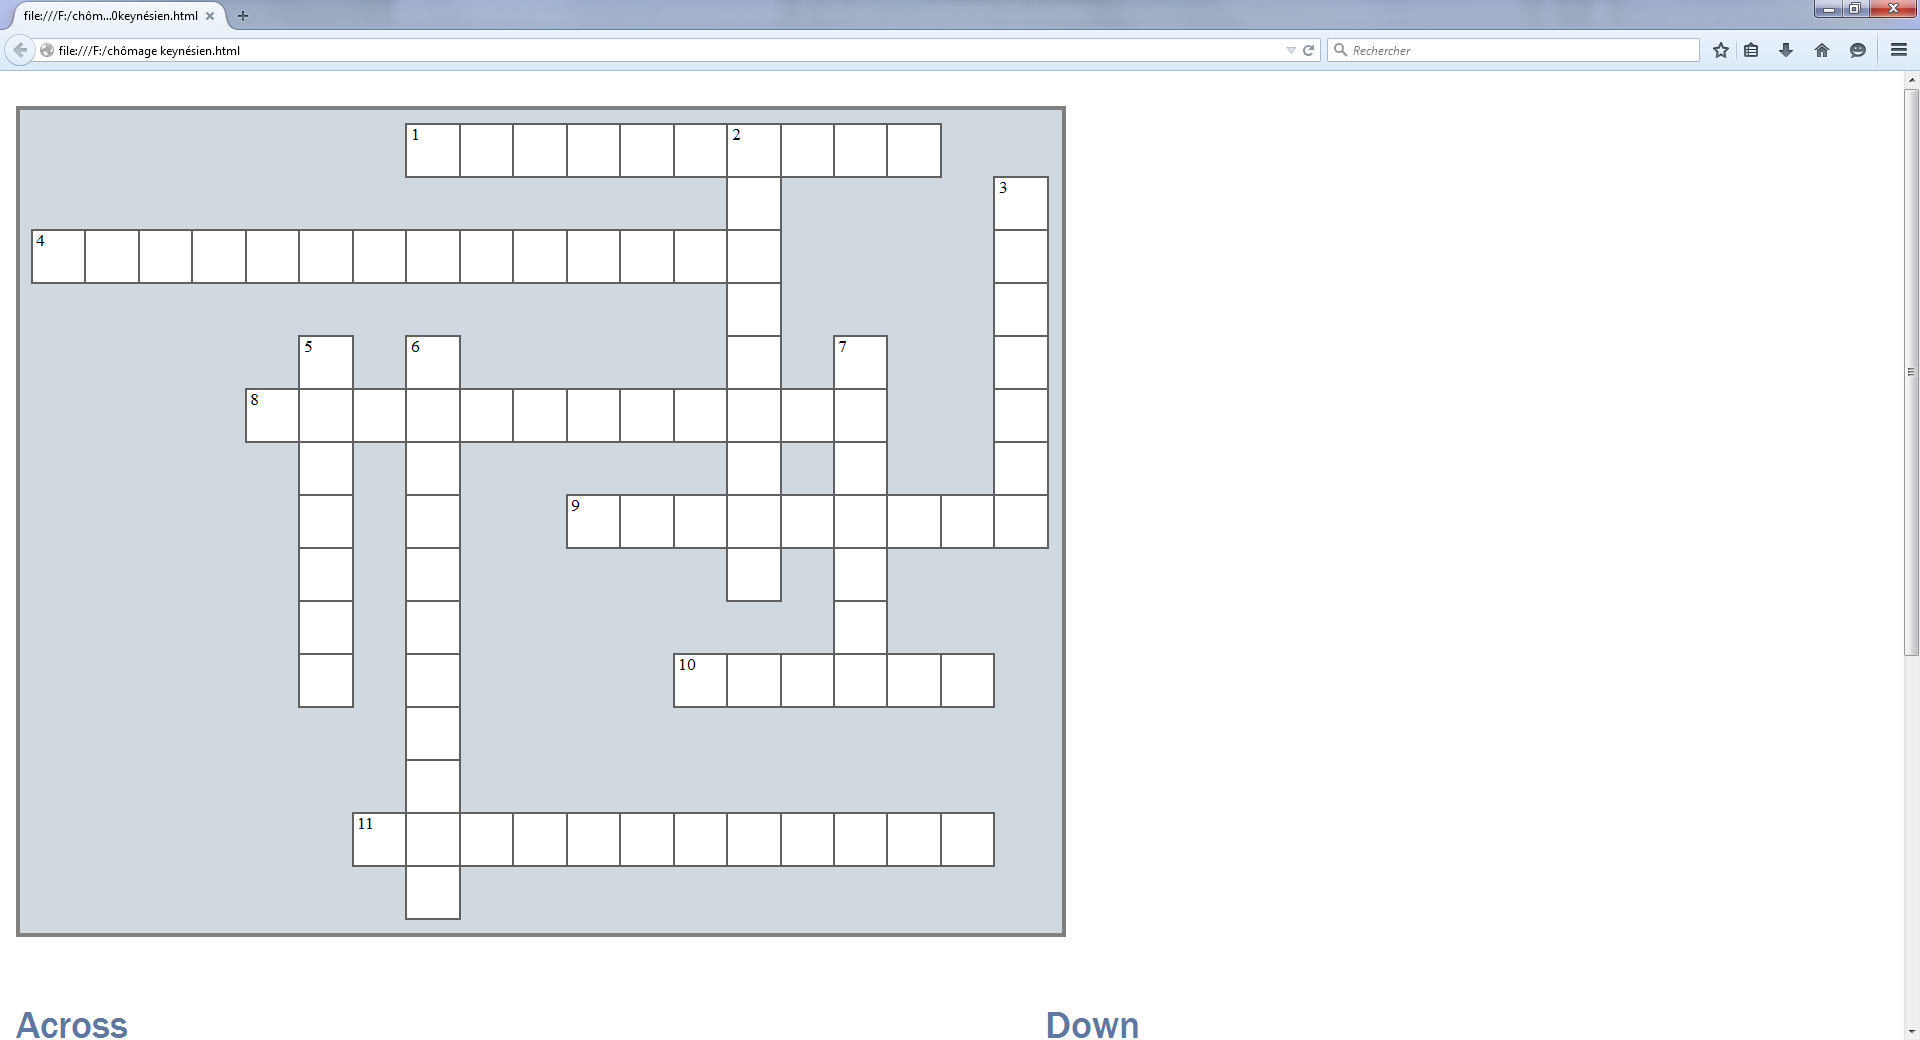 file:///F:/chôm...0keynésien.html
file:///F:/chômage keynésien.html
Rechercher
1
2
3
4
5
6
7
8
9
10
11
Across
Down